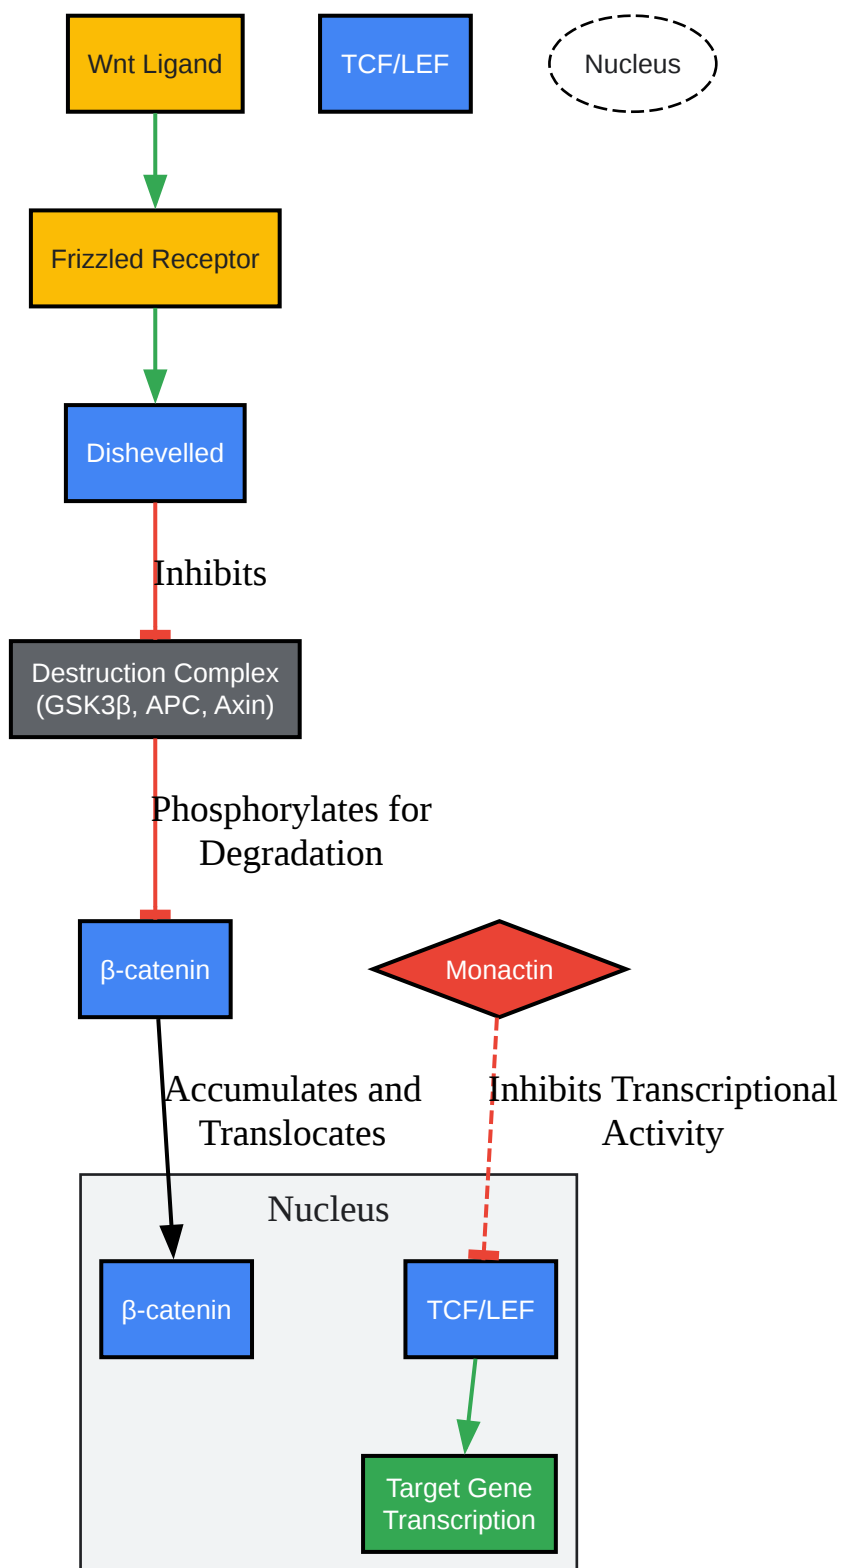 Wnt Ligand
TCF/LEF
Nucleus
Frizzled Receptor
Dishevelled
Inhibits
Destruction Complex
(GSK3β, APC, Axin)
Phosphorylates for
Degradation
β-catenin
Monactin
Accumulates and
Translocates
Inhibits Transcriptional
Activity
Nucleus
β-catenin
TCF/LEF
Target Gene
Transcription